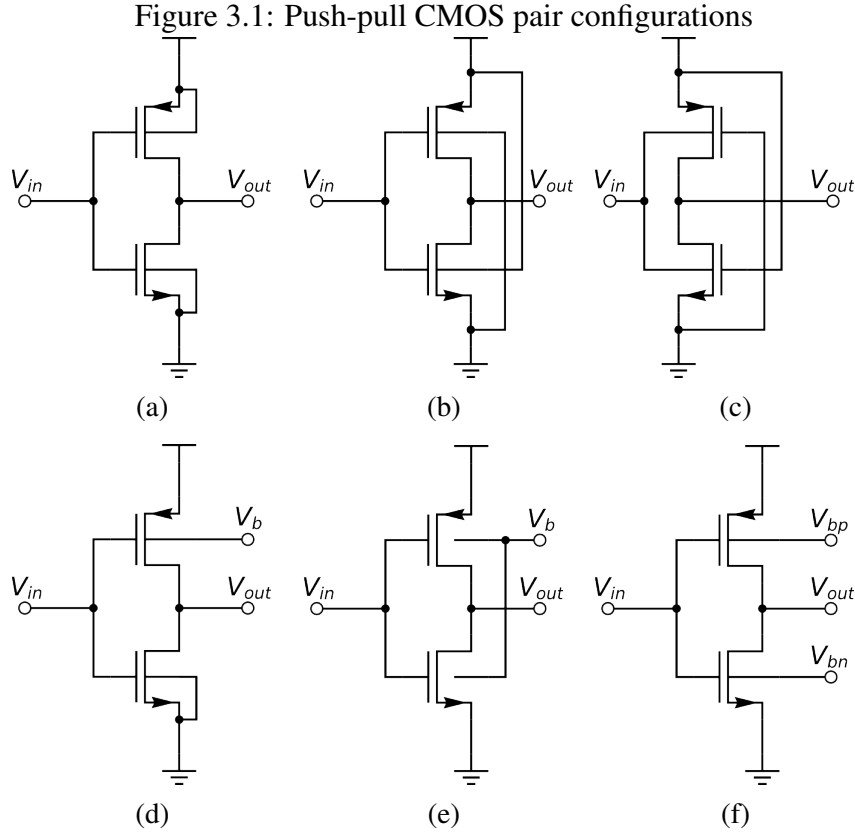 Figure 3.1: Push-pull CMOS pair configurations
V_in V_out V_in V_out V_in V_out
(a) (b) (c)
V_b V_b V_bp
V_in V_out V_in V_out V_in V_out
V_bn
(d) (e) (f)